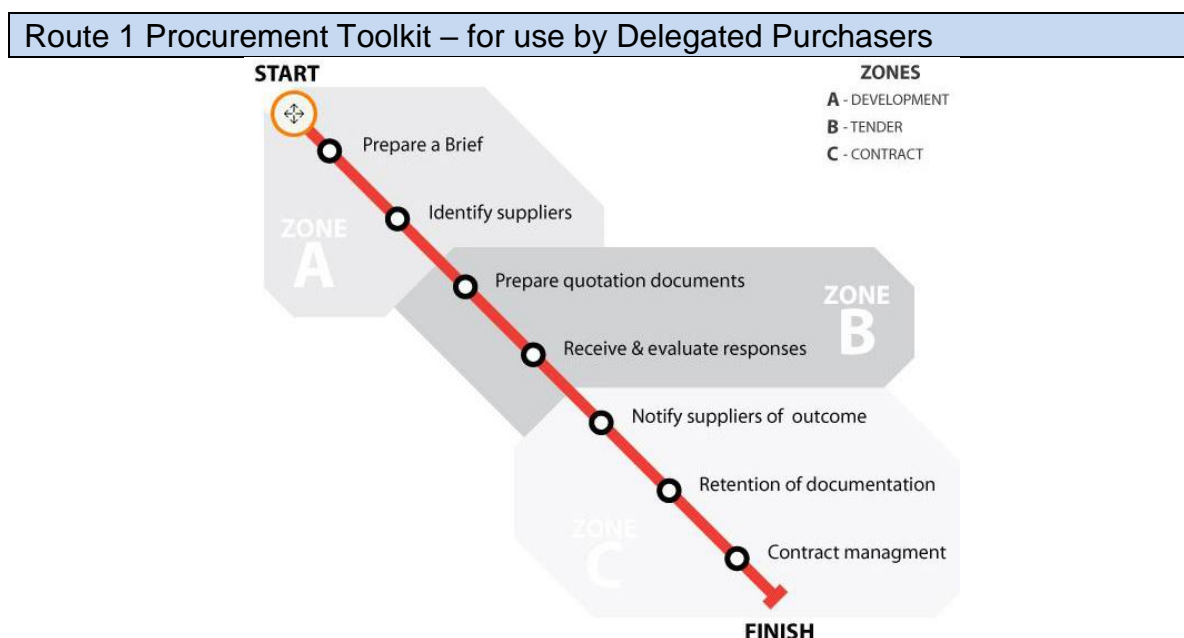 Route 1 Procurement Toolkit – for use by Delegated Purchasers
START
ZONES
A - DEVELOPMENT
B - TENDER
C - CONTRACT
Prepare a Brief
Identify suppliers
ZONE
A
Prepare quotation documents
ZONE
B
Receive & evaluate responses
Notify suppliers of outcome
Retention of documentation
ZONE
C
Contract managment
FINISH